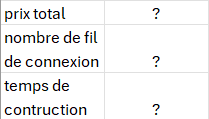 prix total ?
nombre de fil
de connexion ?
temps de
contruction ?